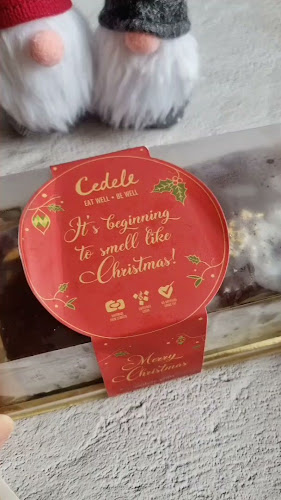 Cedele
EAT WELL • BE WELL
It's beginning
to smell like
Christmas!
Merry
Christmas